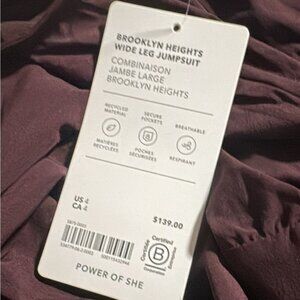 BROOKLYN HEIGHTS
WIDE LEG JUMPSUIT
COMBINAISON
JAMBE LARGE
BROOKLYN HEIGHTS
RECYCLED
MATERIAL
SECURE
POCKETS
BREATHABLE
MATIÈRES
RECYCLÉES
POCHES
SÉCURISÉES
RESPIRANT
US 4
CA 4
$139.00
Certified
B
Corporation
POWER OF SHE